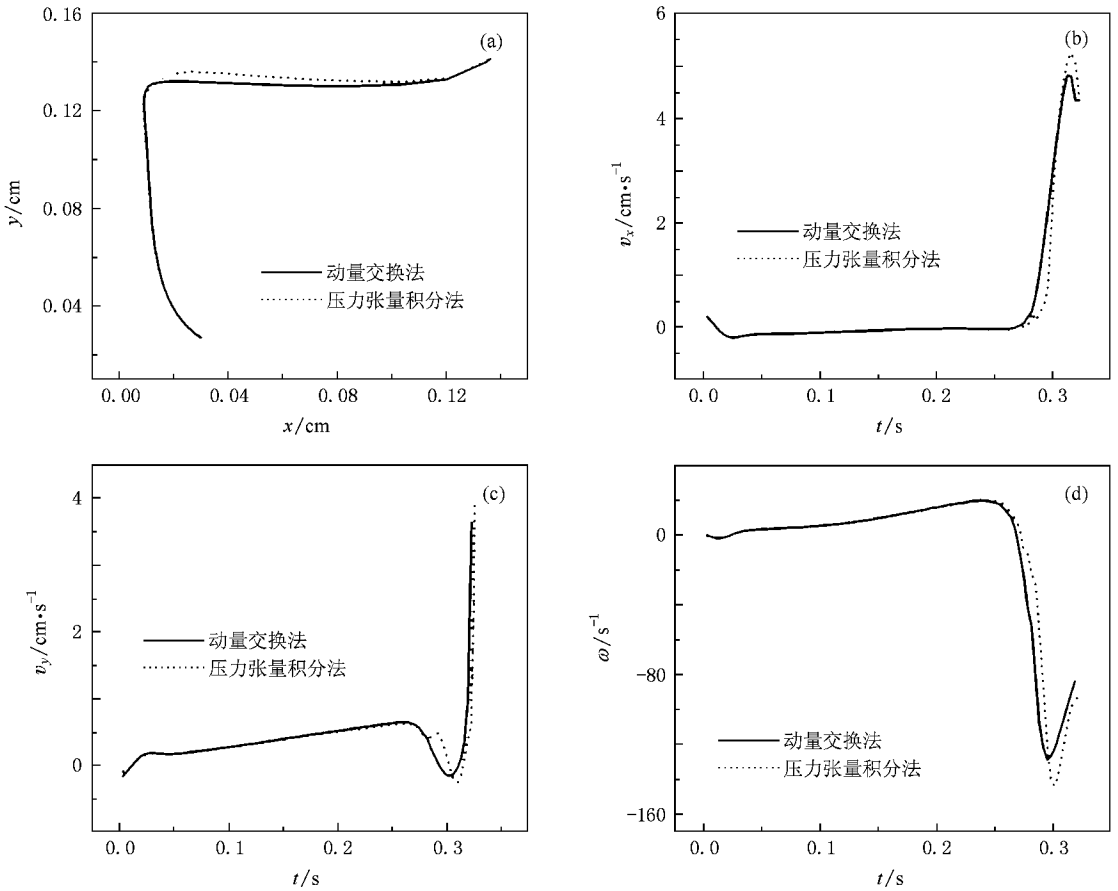 0.16
0.12
0.08
0.04
y/cm
(a)
动量交换法
压力张量积分法
0.00
0.04
0.08
0.12
x/cm
6
4
2
0
v_x/cm•s⁻¹
(b)
动量交换法
压力张量积分法
0.0
0.1
0.2
0.3
t/s
4
2
0
v_y/cm•s⁻¹
(c)
动量交换法
压力张量积分法
0.0
0.1
0.2
0.3
t/s
0
-80
-160
ω/s⁻¹
(d)
动量交换法
压力张量积分法
0.0
0.1
0.2
0.3
t/s